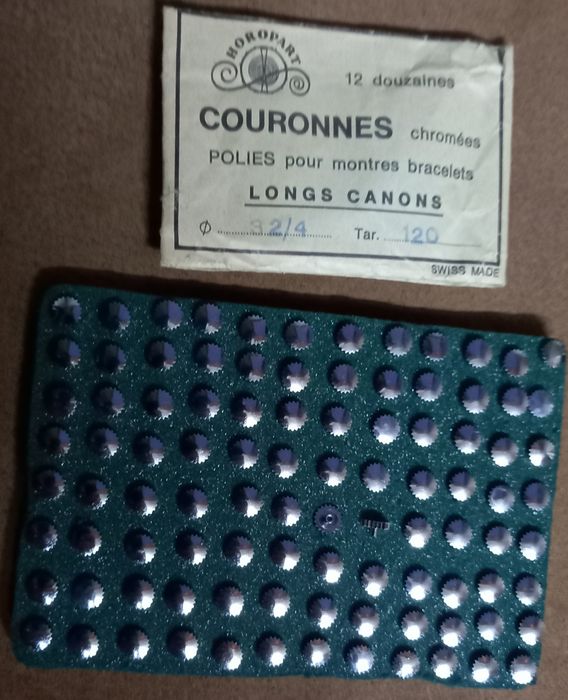 HOROPART
12 douzaines
COURONNES chromées
POLIES pour montres bracelets
LONGS CANONS
Ø 32/4 Tar. 120
SWISS MADE